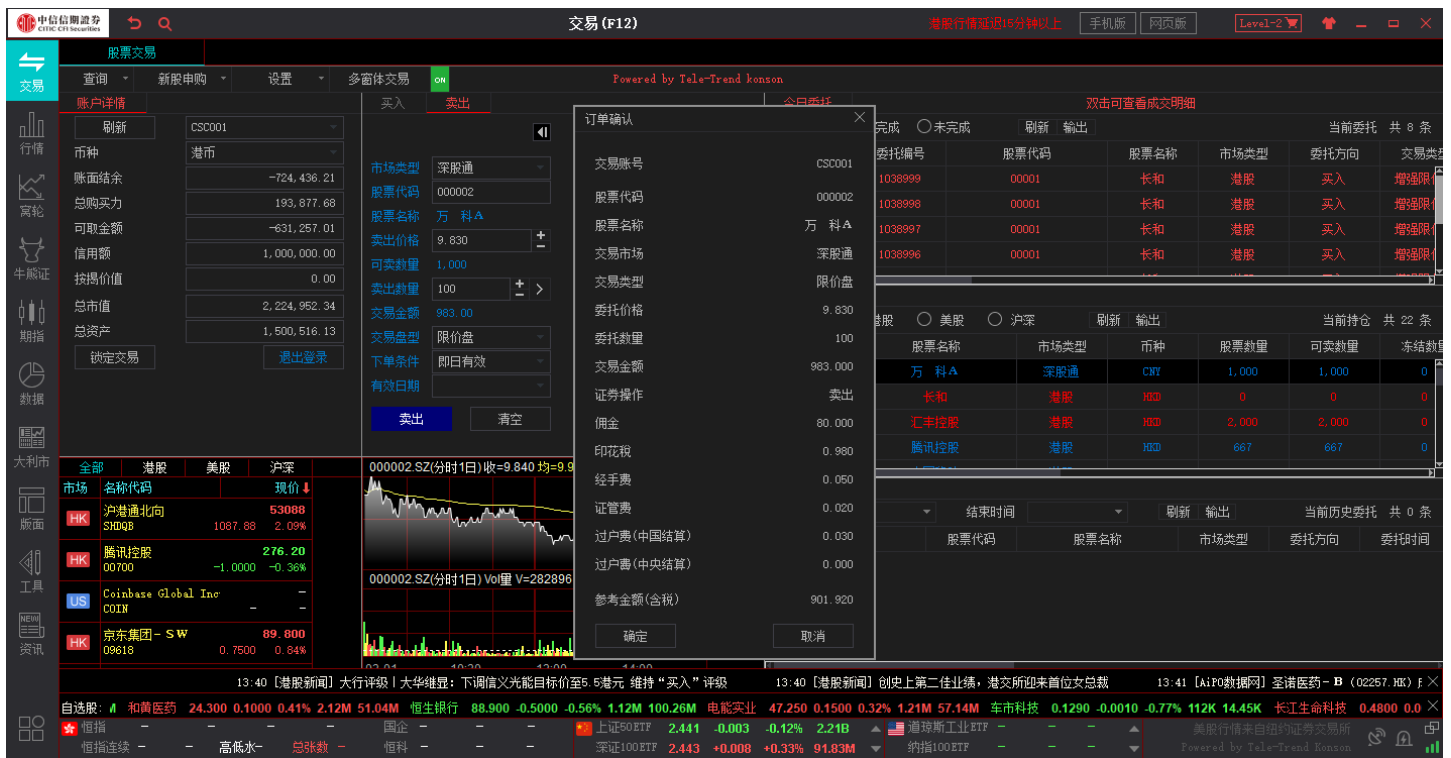 中信信期證券
CITIC CFI Securities
交易(F12)
港股行情延迟15分钟以上
手机版
网页版
Level-2
股票交易
交易
行情
窝轮
牛熊证
期指
数据
大利市
版面
工具
NEW
资讯
查询
新股申购
设置
多窗体交易
ON
Powered by Tele-Trend konson
账户详情
刷新
CSC001
币种
港币
账面结余
-724,436.21
总购买力
193,877.68
可取金额
-631,257.01
信用额
1,000,000.00
按揭价值
0.00
总市值
2,224,952.34
总资产
1,500,516.13
锁定交易
退出登录
买入
卖出
市场类型
深股通
股票代码
000002
股票名称
万 科A
卖出价格
9.830
可卖数量
1,000
卖出数量
100
交易金额
983.00
交易盘型
限价盘
下单条件
即日有效
有效日期
卖出
清空
订单确认
交易账号 CSC001
股票代码 000002
股票名称 万 科A
交易市场 深股通
交易类型 限价盘
委托价格 9.830
委托数量 100
交易金额 983.000
证券操作 卖出
佣金 80.000
印花税 0.980
经手费 0.050
证管费 0.020
过户费(中国结算) 0.030
过户费(中央结算) 0.000
参考金额(含税) 901.920
确定
取消
今日委托
双击可查看成交明细
完成 未完成 刷新 输出 当前委托 共 8 条
委托编号 股票代码 股票名称 市场类型 委托方向 交易类型
1038999 00001 长和 港股 买入 增强限
1038998 00001 长和 港股 买入 增强限
1038997 00001 长和 港股 买入 增强限
1038996 00001 长和 港股 买入 增强限
港股 美股 沪深 刷新 输出 当前持仓 共 22 条
股票名称 市场类型 币种 股票数量 可卖数量 冻结数量
万 科A 深股通 CNY 1,000 1,000 0
长和 港股 HKD 0 0 0
汇丰控股 港股 HKD 2,000 2,000 0
腾讯控股 港股 HKD 667 667 0
结束时间 刷新 输出 当前历史委托 共 0 条
股票代码 股票名称 市场类型 委托方向 委托时间
全部 港股 美股 沪深
市场 名称代码 现价
HK 沪港通北向 53088
SHDQB 1087.88 2.09%
HK 腾讯控股 276.20
00700 -1.0000 -0.36%
US Coinbase Global Inc -
COIN - -
HK 京东集团-SW 89.800
09618 0.7500 0.84%
000002.SZ(分时1日)收=9.840 均=9.9
000002.SZ(分时1日) Vol量 V=282896
10:30 13:00 14:00
13:40 [港股新闻] 大行评级丨大华继显：下调信义光能目标价至5.5港元 维持“买入”评级
13:40 [港股新闻] 创史上第二佳业绩，港交所迎来首位女总裁
13:41 [AiPO数据网] 圣诺医药-B (02257.HK)
自选股:
和黄医药 24.300 0.1000 0.41% 2.12M 51.04M
恒生银行 88.900 -0.5000 -0.56% 1.12M 100.26M
电能实业 47.250 0.1500 0.32% 1.21M 57.14M
车市科技 0.1290 -0.0010 -0.77% 112K 14.45K
长江生命科技 0.4800 0.0
恒指
国企 - - -
上证50ETF 2.441 -0.003 -0.12% 2.21B
道琼斯工业ETF - - -
美股行情来自纽约证券交易所
恒指连续 - 高低水- 总张数 -
恒科 - - -
深证100ETF 2.443 +0.008 +0.33% 91.83M
纳指100ETF - - -
Powered by Tele-Trend Konson